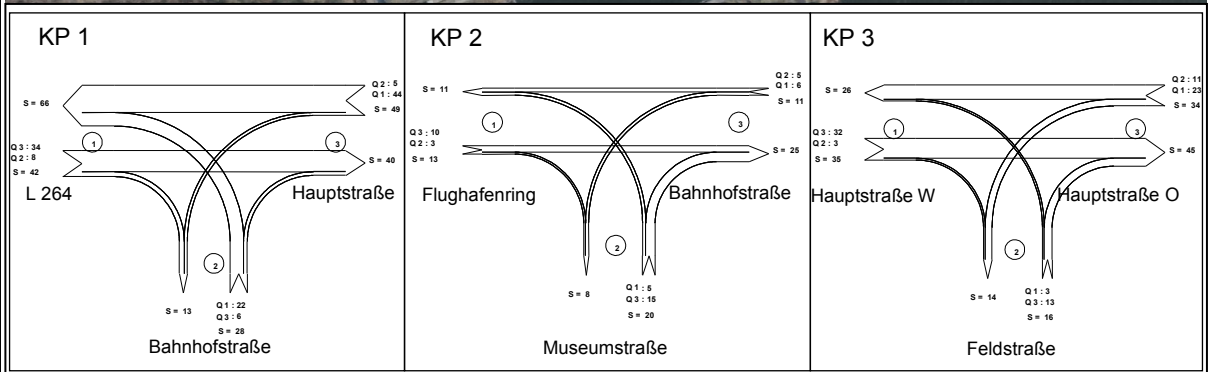 KP 1
Q 2 : 5
Q 1 : 44
S = 49
S = 66
1
3
Q 3 : 34
Q 2 : 8
S = 42
S = 40
L 264
Hauptstraße
2
S = 13
Q 1 : 22
Q 3 : 6
S = 28
Bahnhofstraße
KP 2
Q 2 : 5
Q 1 : 6
S = 11
S = 11
1
3
Q 3 : 10
Q 2 : 3
S = 13
S = 25
Flughafenring
Bahnhofstraße
2
S = 8
Q 1 : 5
Q 3 : 15
S = 20
Museumstraße
KP 3
Q 2 : 11
Q 1 : 23
S = 34
S = 26
1
3
Q 3 : 32
Q 2 : 3
S = 35
S = 45
Hauptstraße W
Hauptstraße O
2
S = 14
Q 1 : 3
Q 3 : 13
S = 16
Feldstraße